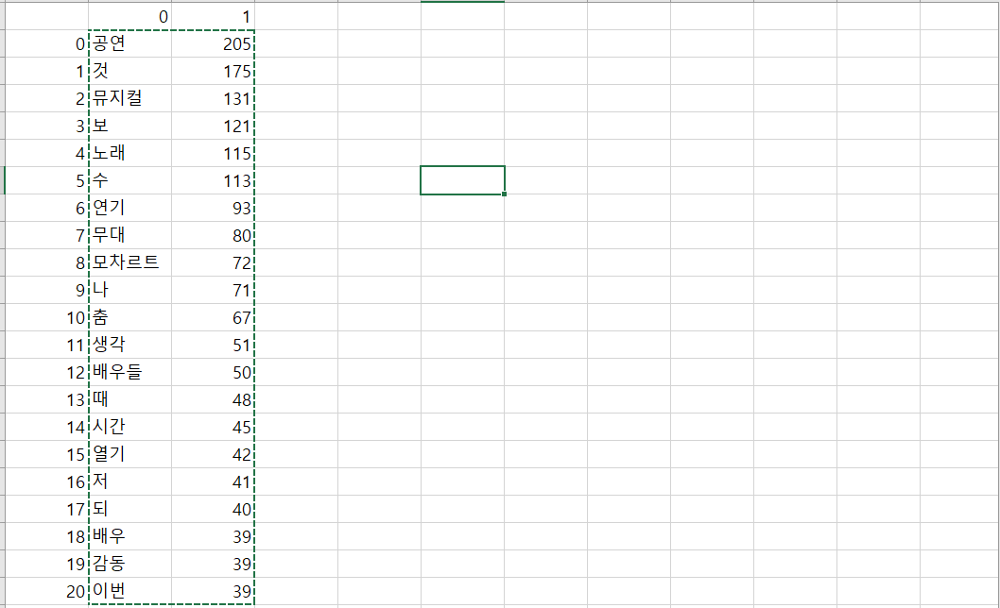 0 1
0 공연 205
1 것 175
2 뮤지컬 131
3 보 121
4 노래 115
5 수 113
6 연기 93
7 무대 80
8 모차르트 72
9 나 71
10 춤 67
11 생각 51
12 배우들 50
13 때 48
14 시간 45
15 열기 42
16 저 41
17 되 40
18 배우 39
19 감동 39
20 이번 39